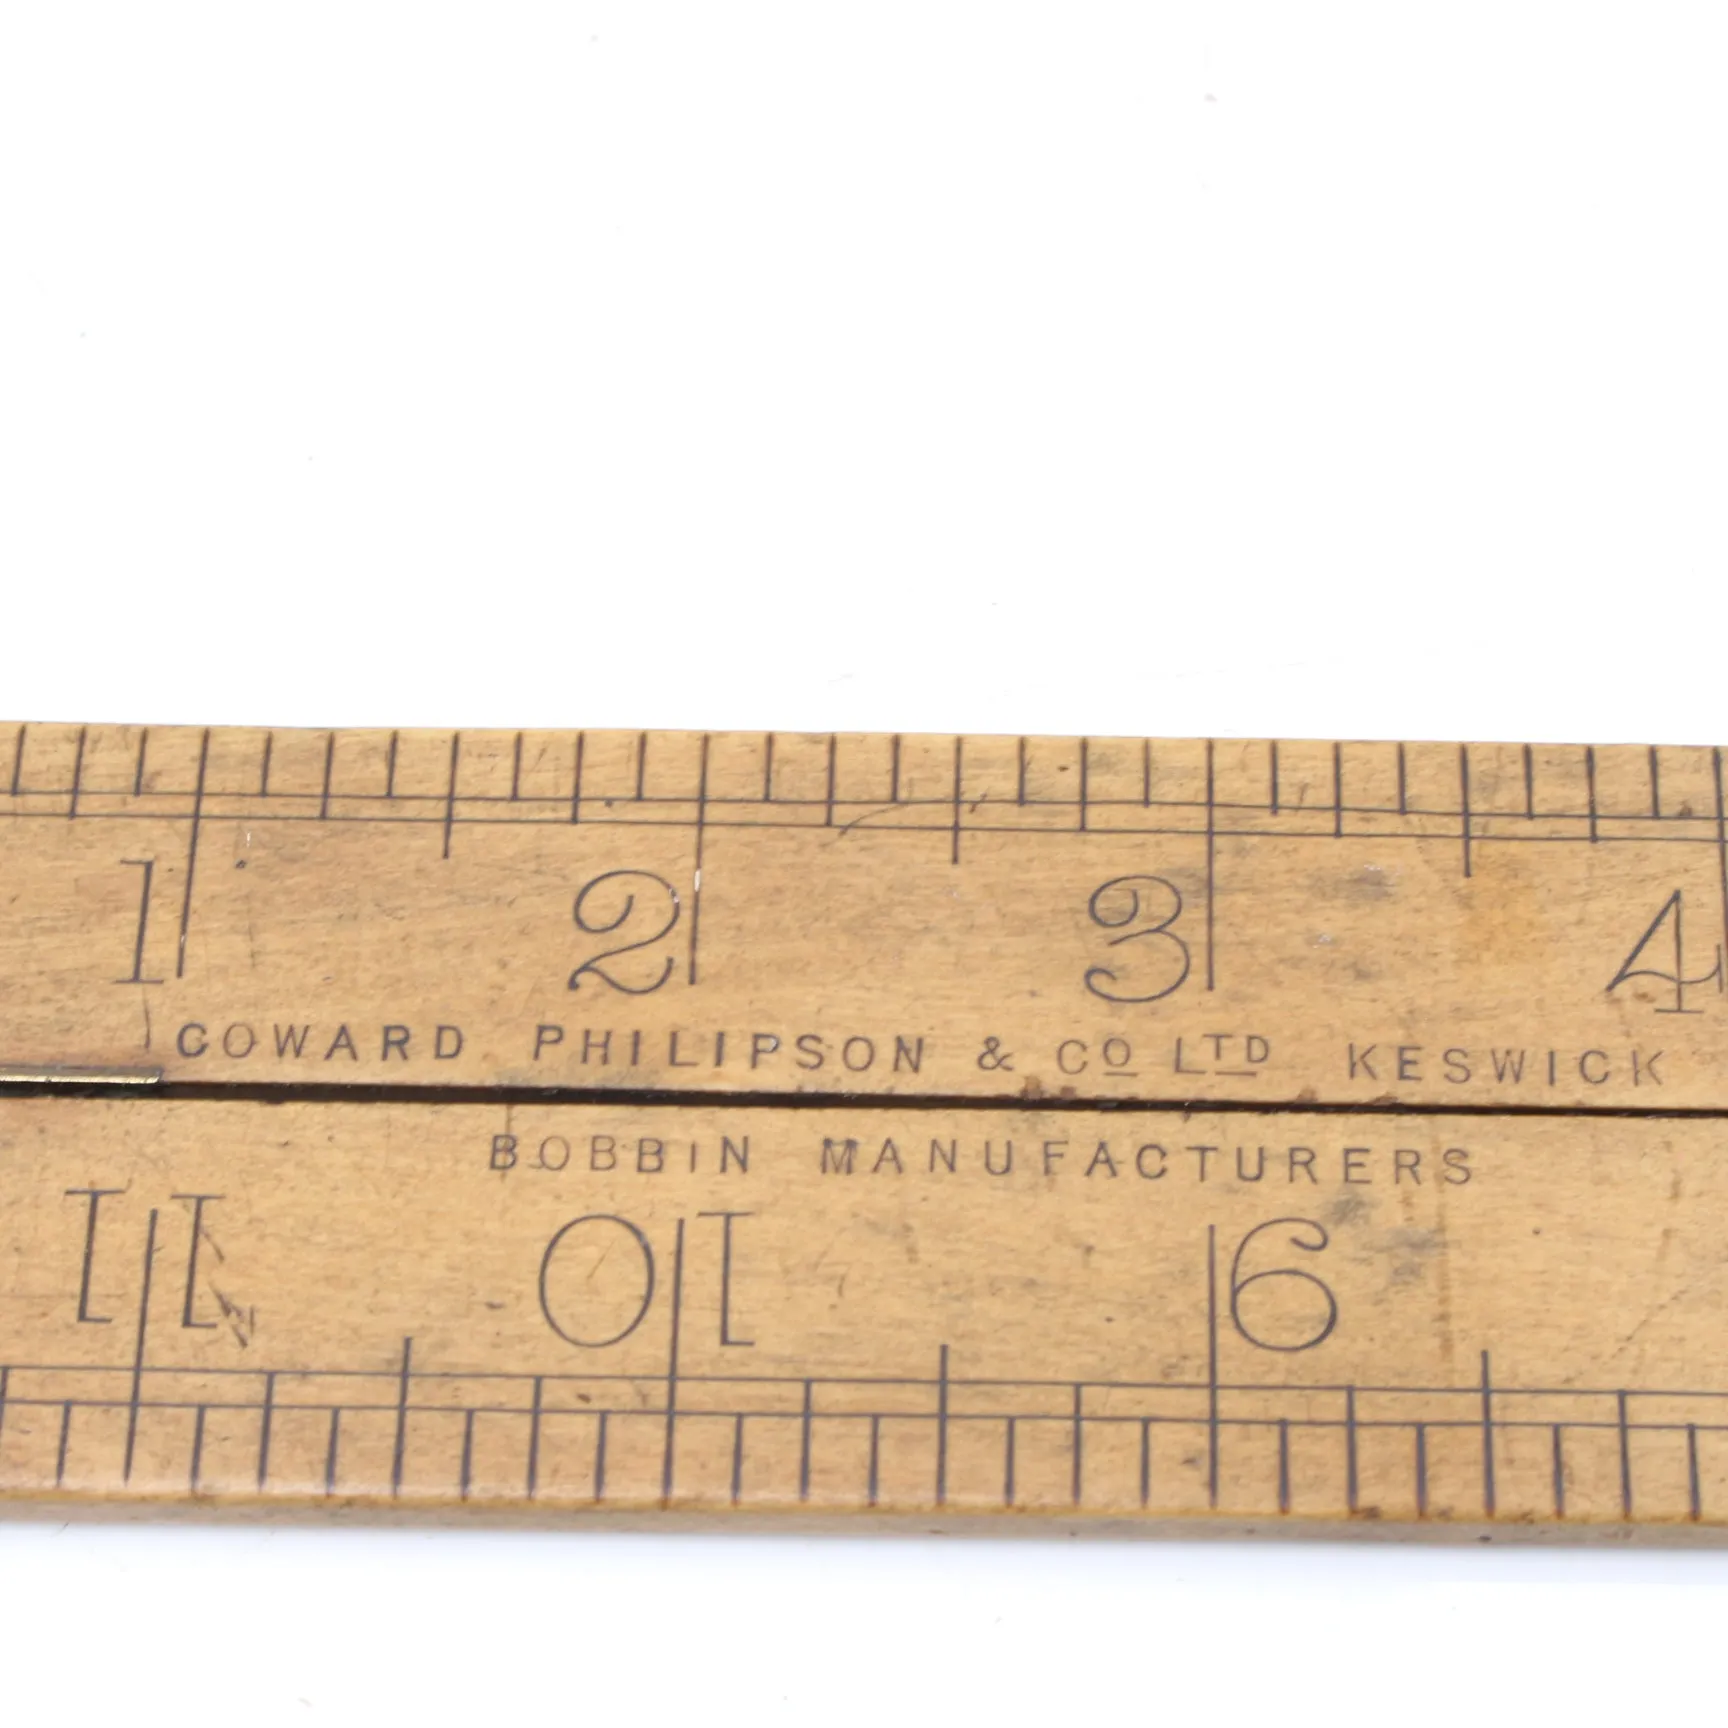 1 2 3 4
COWARD PHILIPSON & Cº LTD KESWICK
BOBBIN MANUFACTURERS
11 10 9